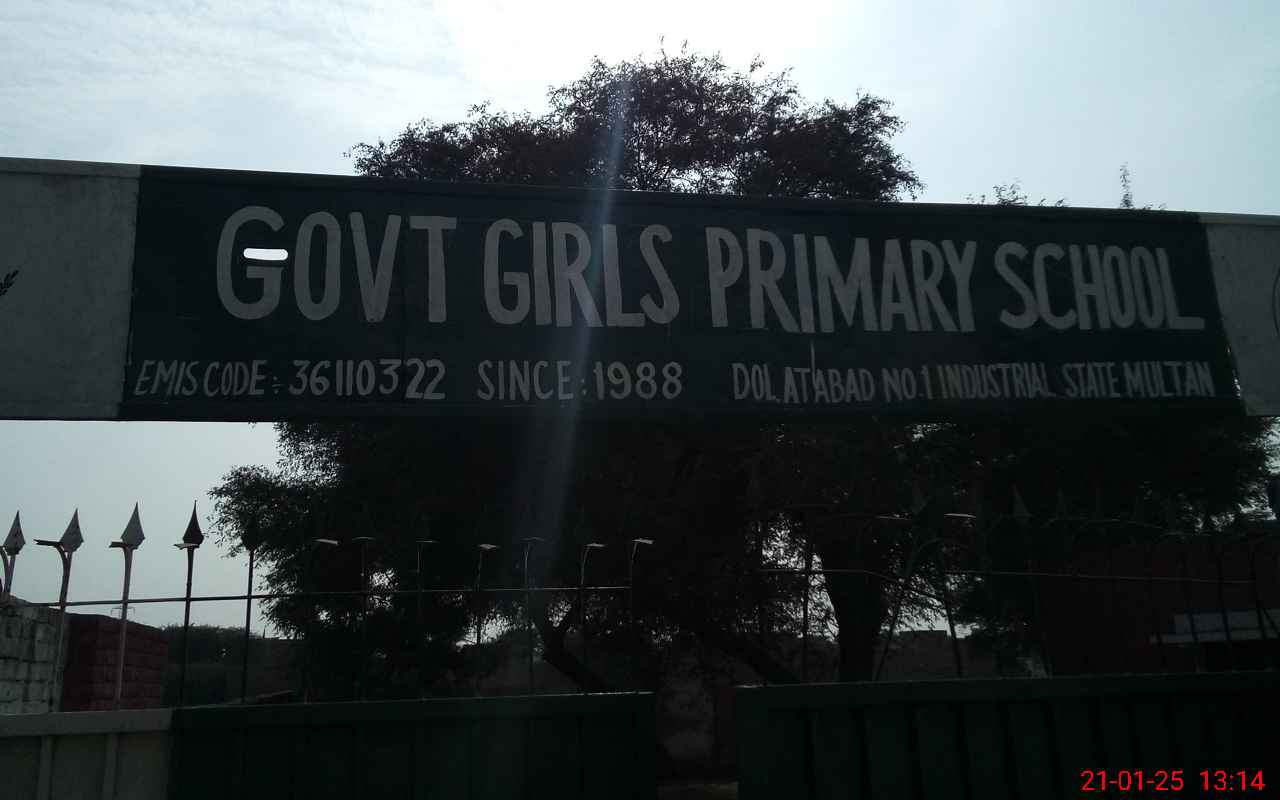 GOVT GIRLS PRIMARY SCHOOL
EMIS CODE: 36110322 SINCE: 1988 DOLATABAD NO.1 INDUSTRIAL STATE MULTAN
21-01-25 13:14